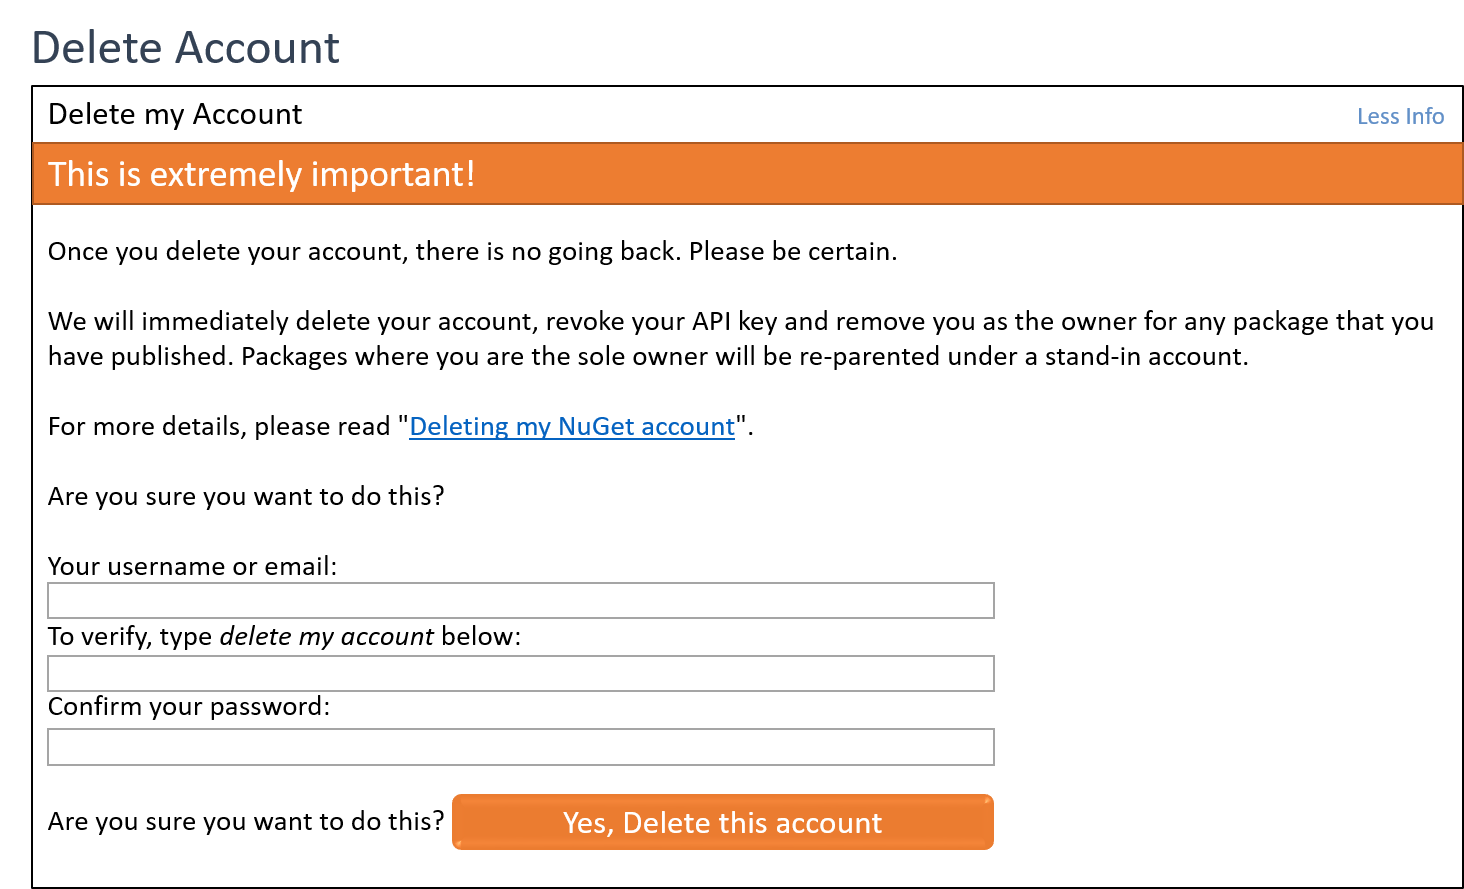 Delete Account
Delete my Account
Less Info
This is extremely important!
Once you delete your account, there is no going back. Please be certain.
We will immediately delete your account, revoke your API key and remove you as the owner for any package that you
have published. Packages where you are the sole owner will be re-parented under a stand-in account.
For more details, please read "Deleting my NuGet account".
Are you sure you want to do this?
Your username or email:
To verify, type delete my account below:
Confirm your password:
Are you sure you want to do this?
Yes, Delete this account